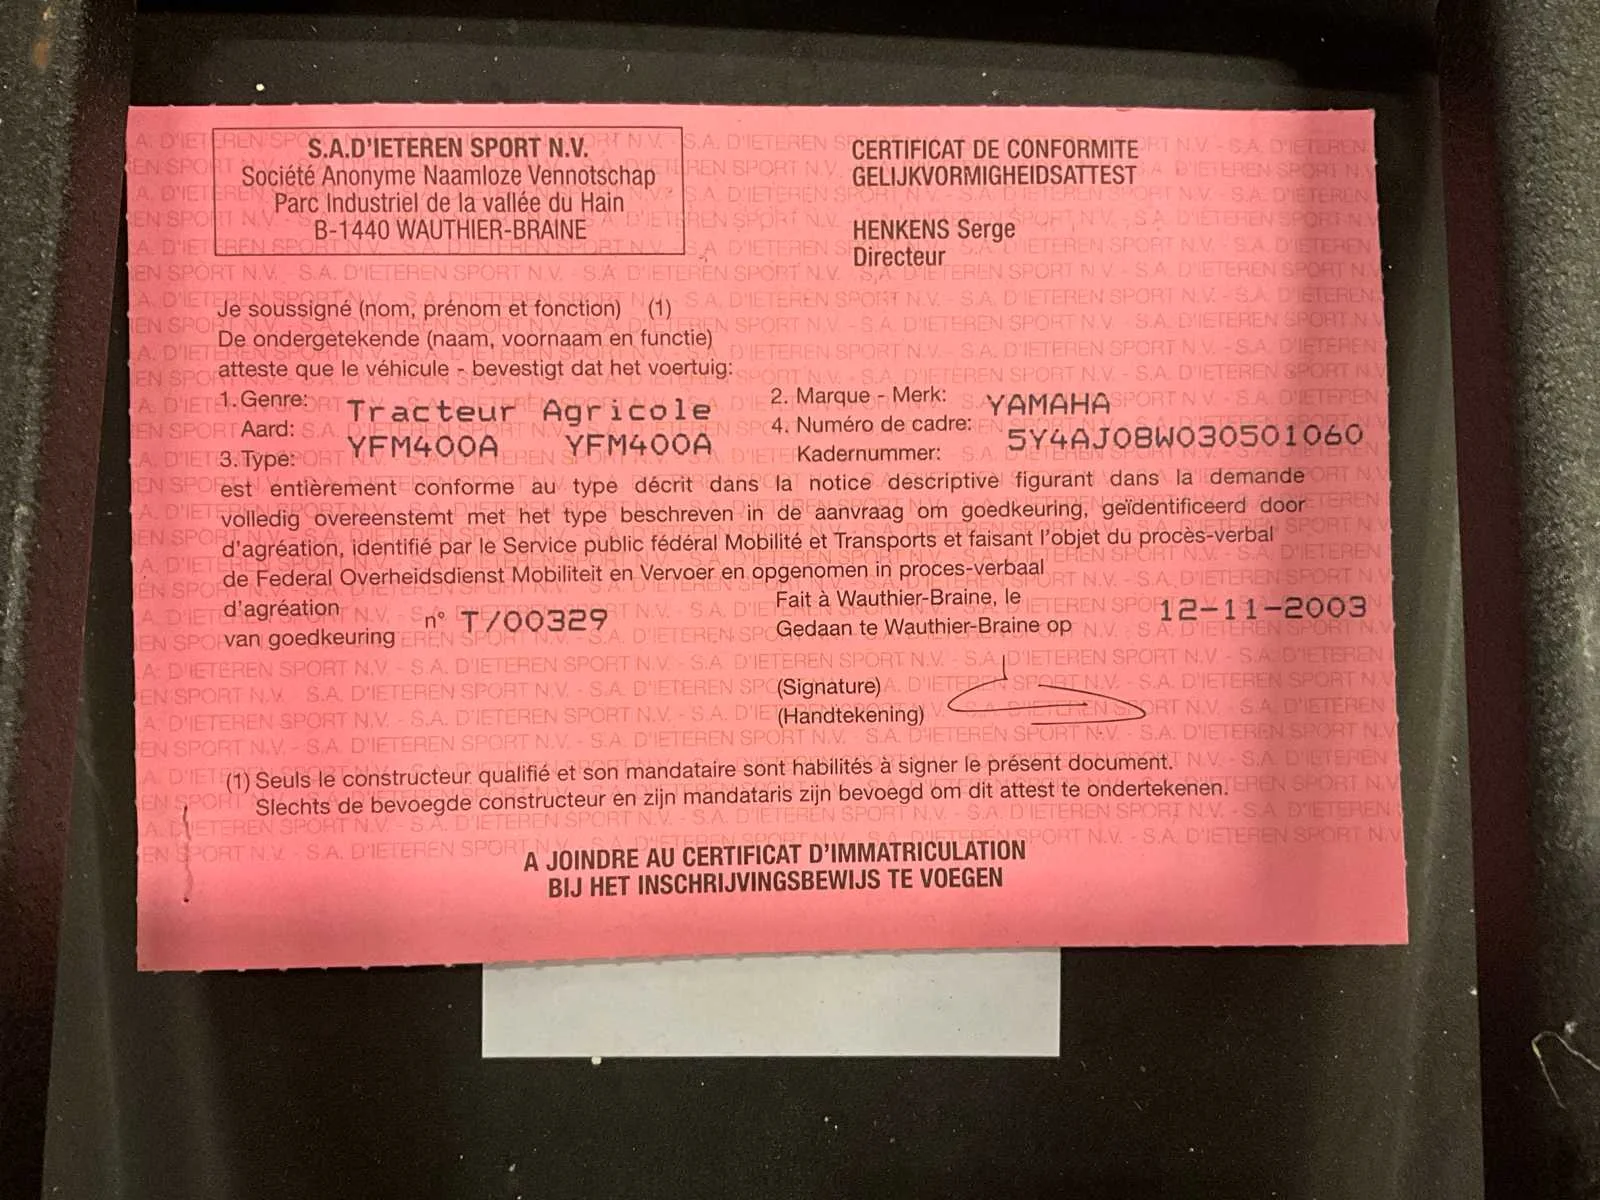 S.A.D'IETEREN SPORT N.V.
Société Anonyme Naamloze Vennotschap
Parc Industriel de la vallée du Hain
B-1440 WAUTHIER-BRAINE
CERTIFICAT DE CONFORMITE
GELIJKVORMIGHEIDSATTEST
HENKENS Serge
Directeur
Je soussigné (nom, prénom et fonction) (1)
De ondergetekende (naam, voornaam en functie)
atteste que le véhicule - bevestigt dat het voertuig:
1. Genre: Tracteur Agricole
Aard:
3. Type: YFM400A YFM400A
2. Marque - Merk: YAMAHA
4. Numéro de cadre: 5Y4AJ08W030501060
Kadernummer:
est entièrement conforme au type décrit dans la notice descriptive figurant dans la demande
volledig overeenstemt met het type beschreven in de aanvraag om goedkeuring, geïdentificeerd door
d'agréation, identifié par le Service public fédéral Mobilité et Transports et faisant l'objet du procès-verbal
de Federal Overheidsdienst Mobiliteit en Vervoer en opgenomen in proces-verbaal
d'agréation
van goedkeuring n° T/00329
Fait à Wauthier-Braine, le
Gedaan te Wauthier-Braine op 12-11-2003
(Signature)
(Handtekening)
(1) Seuls le constructeur qualifié et son mandataire sont habilités à signer le présent document.
Slechts de bevoegde constructeur en zijn mandataris zijn bevoegd om dit attest te ondertekenen.
A JOINDRE AU CERTIFICAT D'IMMATRICULATION
BIJ HET INSCHRIJVINGSBEWIJS TE VOEGEN